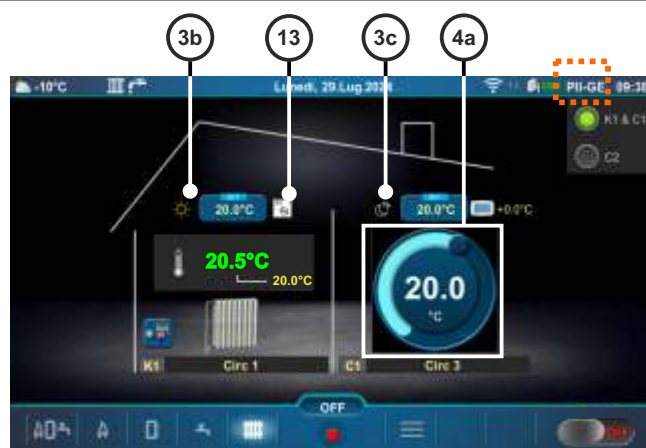 3b 13 3c 4a
-10°C Lunedì, 29.Lug.2024 PII-GE 09:38
K1 & C1
C2
20.0°C 20.0°C +0.0°C
20.5°C
20.0°C
20.0
°C
K1 Circ 1 C1 Circ 3
OFF
OFF